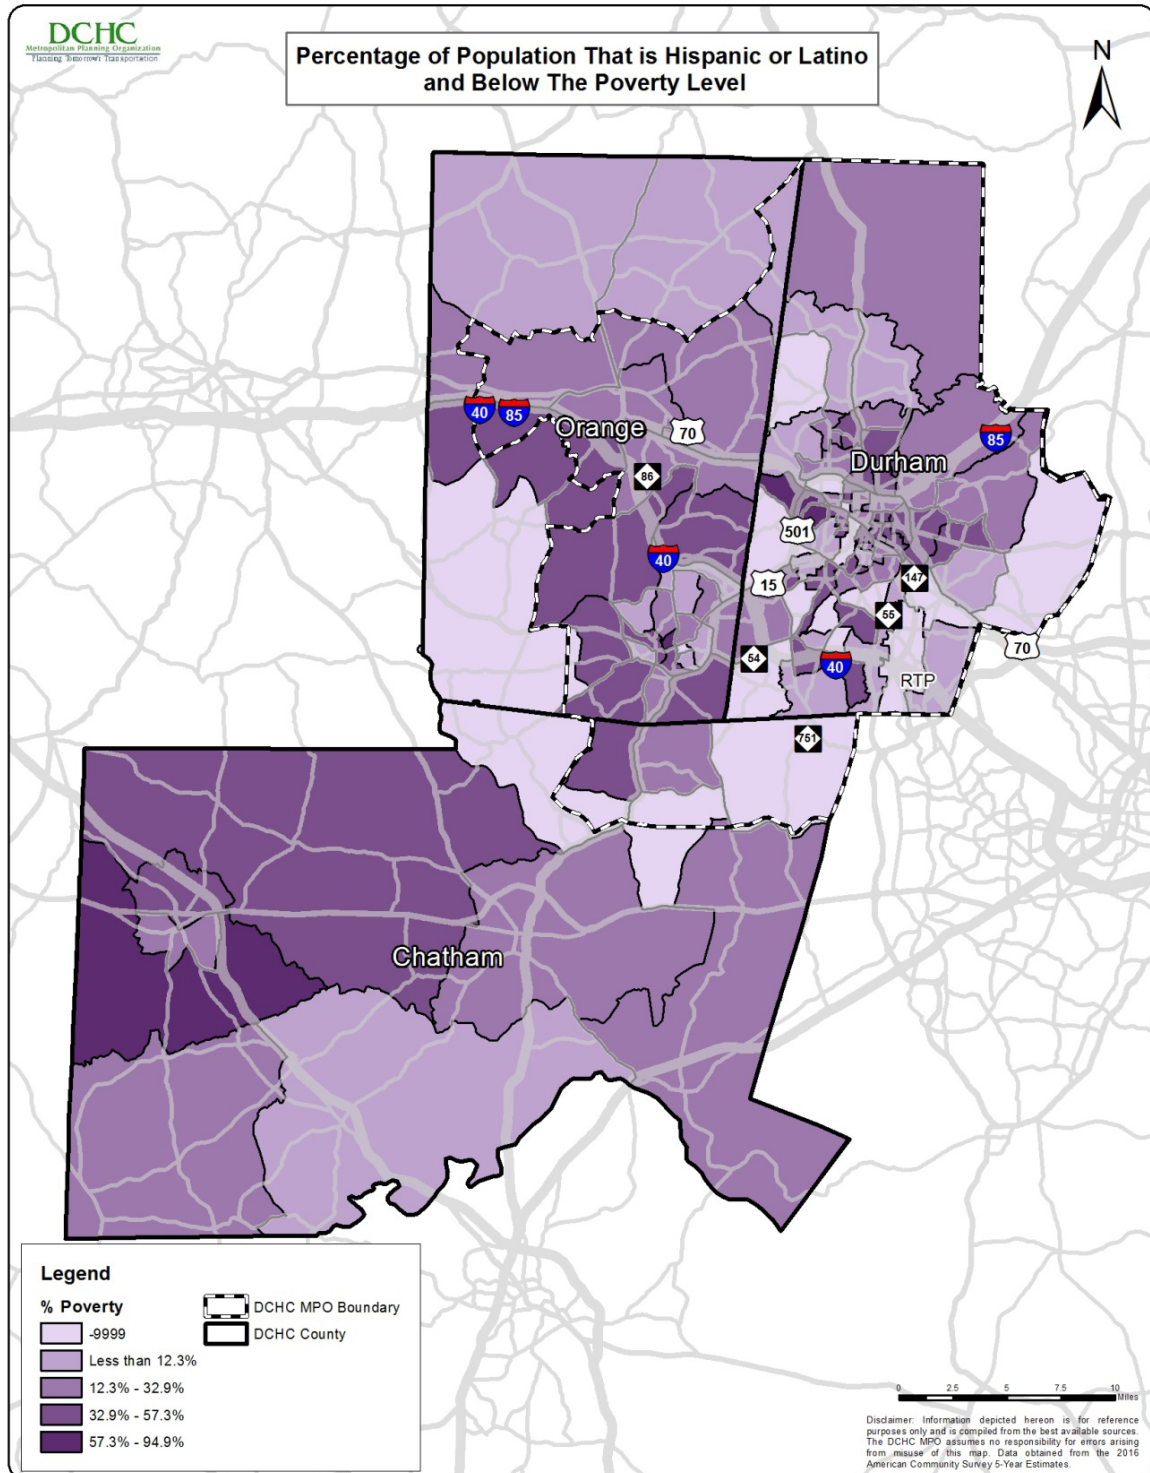 DCHC
Metropolitan Planning Organization
Planning Tomorrow's Transportation
Percentage of Population That is Hispanic or Latino
and Below The Poverty Level
N
40
85
Orange
70
85
Durham
86
501
40
15
147
55
54
40
70
RTP
751
Chatham
Legend
% Poverty
-9999
Less than 12.3%
12.3% - 32.9%
32.9% - 57.3%
57.3% - 94.9%
DCHC MPO Boundary
DCHC County
0 2.5 5 7.5 10
Miles
Disclaimer: Information depicted hereon is for reference
purposes only and is compiled from the best available sources.
The DCHC MPO assumes no responsibility for errors arising
from misuse of this map. Data obtained from the 2016
American Community Survey 5-Year Estimates.